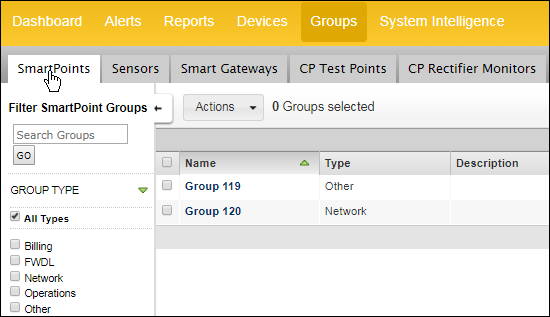 Dashboard Alerts Reports Devices Groups System Intelligence
SmartPoints Sensors Smart Gateways CP Test Points CP Rectifier Monitors
Filter SmartPoint Groups
Search Groups
GO
GROUP TYPE
All Types
Billing
FWDL
Network
Operations
Other
Actions 0 Groups selected
Name Type Description
Group 119 Other
Group 120 Network